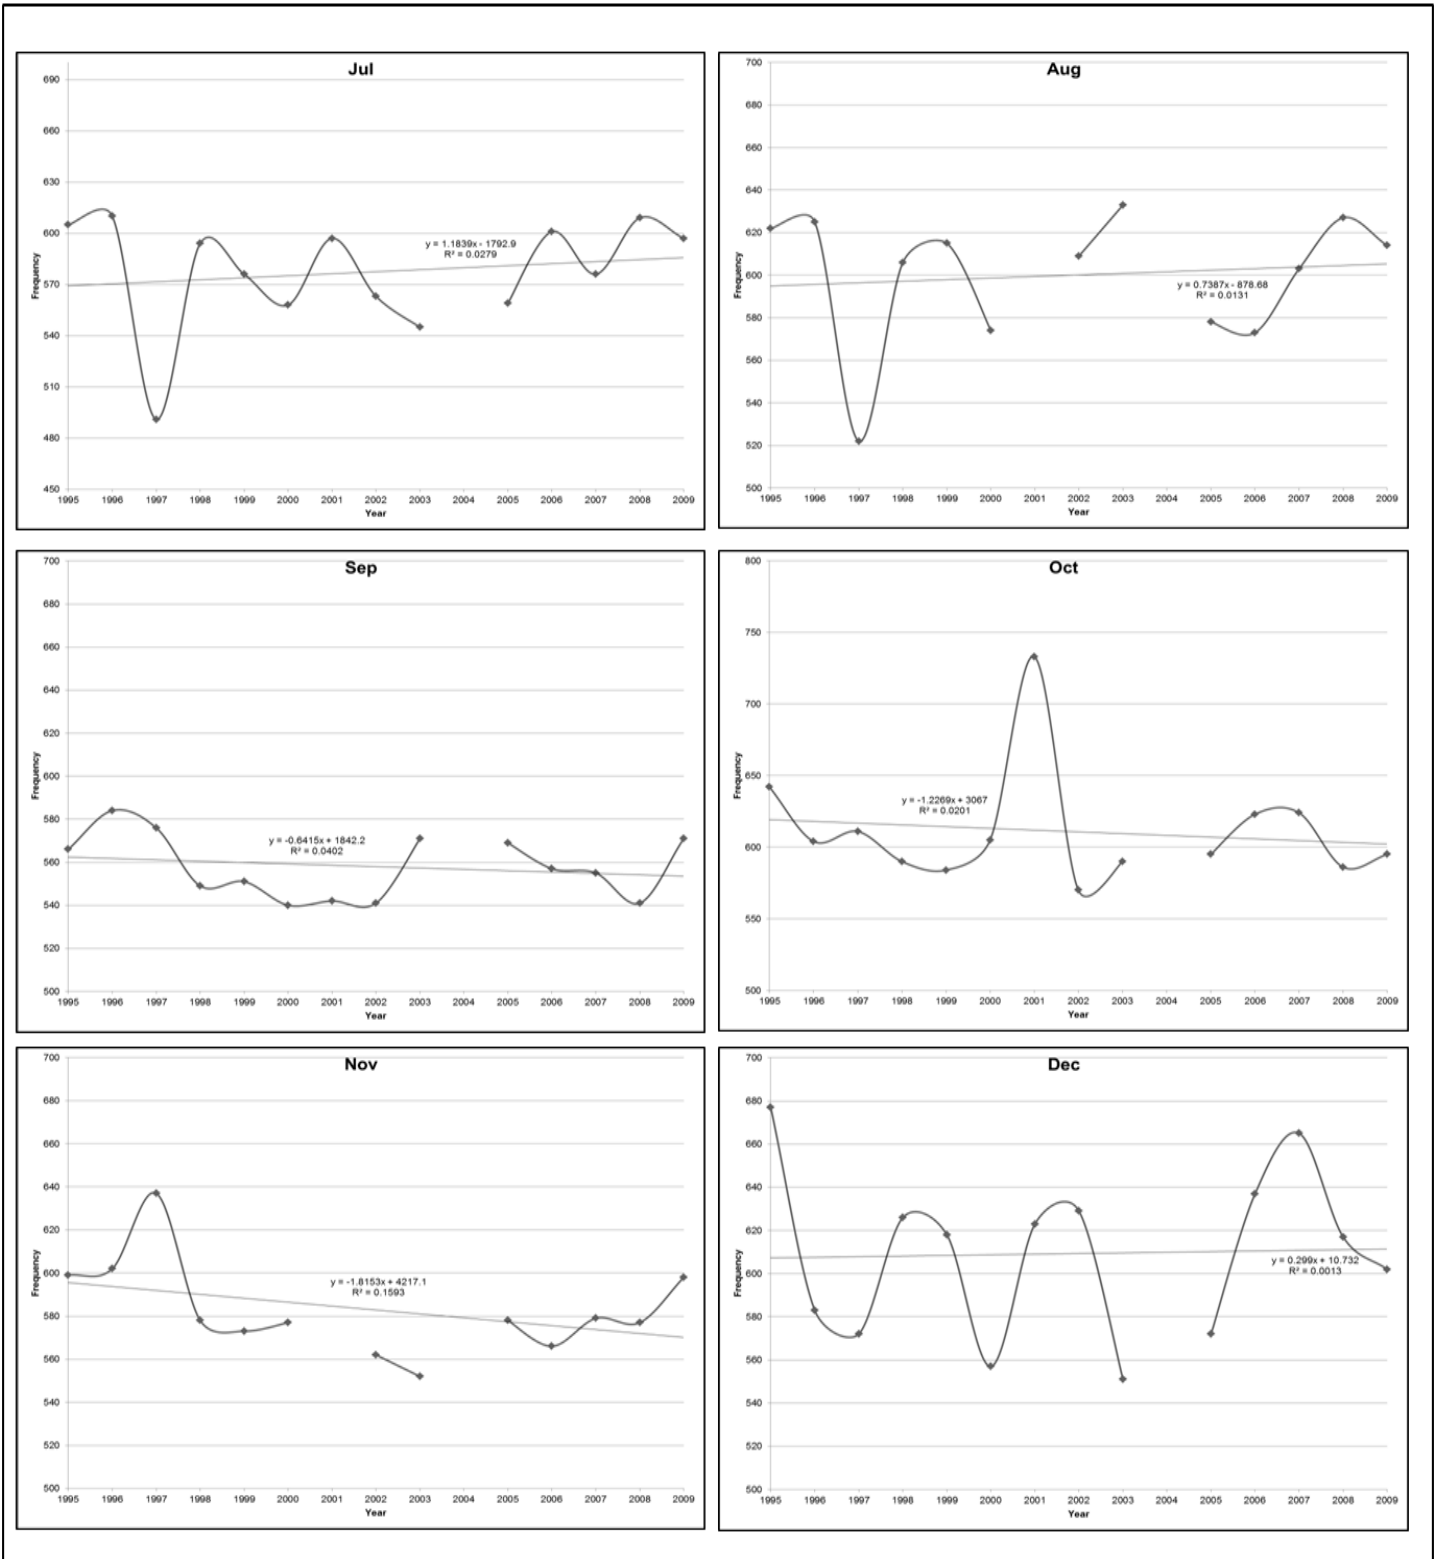 Jul
690
660
630
600
570
540
510
480
450
Frequency
y = 1.1839x - 1792.9
R² = 0.0279
1995 1996 1997 1998 1999 2000 2001 2002 2003 2004 2005 2006 2007 2008 2009
Year
Aug
700
680
660
640
620
600
580
560
540
520
500
Frequency
y = 0.7387x - 878.68
R² = 0.0131
1995 1996 1997 1998 1999 2000 2001 2002 2003 2004 2005 2006 2007 2008 2009
Year
Sep
700
680
660
640
620
600
580
560
540
520
500
Frequency
y = -0.6415x + 1842.2
R² = 0.0402
1995 1996 1997 1998 1999 2000 2001 2002 2003 2004 2005 2006 2007 2008 2009
Year
Oct
800
750
700
650
600
550
500
Frequency
y = -1.2269x + 3067
R² = 0.0201
1995 1996 1997 1998 1999 2000 2001 2002 2003 2004 2005 2006 2007 2008 2009
Year
Nov
700
680
660
640
620
600
580
560
540
520
500
Frequency
y = -1.8153x + 4217.1
R² = 0.1593
1995 1996 1997 1998 1999 2000 2001 2002 2003 2004 2005 2006 2007 2008 2009
Year
Dec
700
680
660
640
620
600
580
560
540
520
500
Frequency
y = 0.299x + 10.732
R² = 0.0013
1995 1996 1997 1998 1999 2000 2001 2002 2003 2004 2005 2006 2007 2008 2009
Year